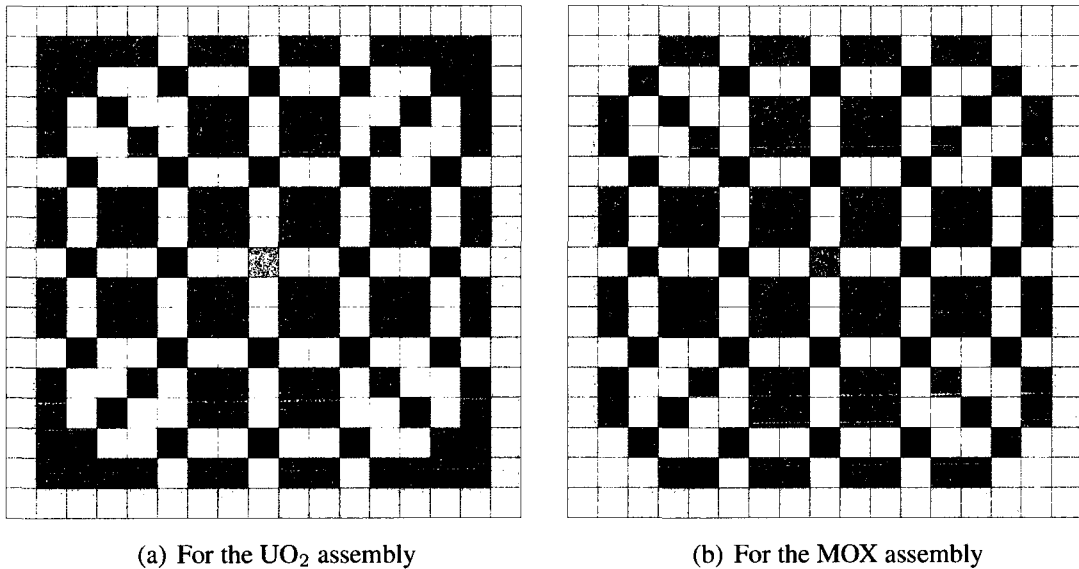 (a) For the UO₂ assembly
(b) For the MOX assembly